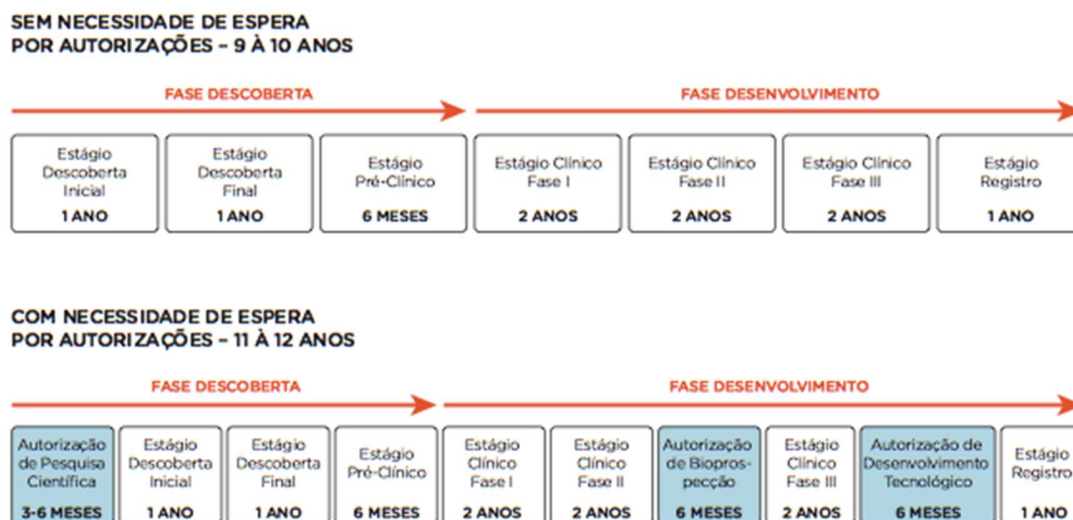 SEM NECESSIDADE DE ESPERA
POR AUTORIZAÇÕES – 9 À 10 ANOS
FASE DESCOBERTA
FASE DESENVOLVIMENTO
Estágio
Descoberta
Inicial
1 ANO
Estágio
Descoberta
Final
1 ANO
Estágio
Pré-Clínico
6 MESES
Estágio Clínico
Fase I
2 ANOS
Estágio Clínico
Fase II
2 ANOS
Estágio Clínico
Fase III
2 ANOS
Estágio
Registro
1 ANO
COM NECESSIDADE DE ESPERA
POR AUTORIZAÇÕES – 11 À 12 ANOS
FASE DESCOBERTA
FASE DESENVOLVIMENTO
Autorização
de Pesquisa
Científica
3-6 MESES
Estágio
Descoberta
Inicial
1 ANO
Estágio
Descoberta
Final
1 ANO
Estágio
Pré-Clínico
6 MESES
Estágio
Clínico
Fase I
2 ANOS
Estágio
Clínico
Fase II
2 ANOS
Autorização
de Biopros-
pecção
6 MESES
Estágio
Clínico
Fase III
2 ANOS
Autorização de
Desenvolvimento
Tecnológico
6 MESES
Estágio
Registro
1 ANO